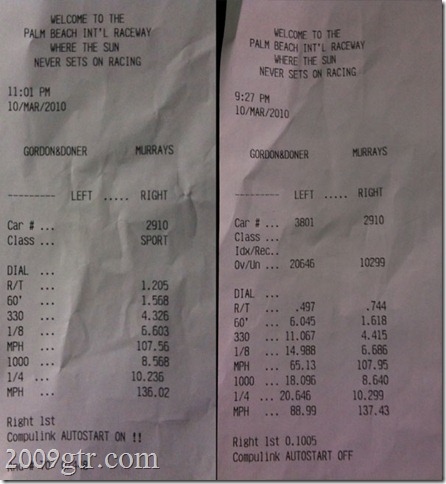 WELCOME TO THE
PALM BEACH INT'L RACEWAY
WHERE THE SUN
NEVER SETS ON RACING
11:01 PM
10/MAR/2010
GORDON&DONER MURRAYS
--------- LEFT ..... RIGHT
Car # ... 2910
Class ... SPORT
DIAL ...
R/T ... 1.205
60' ... 1.568
330 ... 4.326
1/8 ... 6.603
MPH ... 107.56
1000 ... 8.568
1/4 ... 10.236
MPH ... 136.02
Right 1st
Compulink AUTOSTART ON !!
WELCOME TO THE
PALM BEACH INT'L RACEWAY
WHERE THE SUN
NEVER SETS ON RACING
9:27 PM
10/MAR/2010
GORDON&DONER MURRAYS
--------- LEFT ..... RIGHT
Car # ... 3801 2910
Class ...
Idx/Rec..
Ov/Un ... 20646 10299
DIAL ...
R/T ... .497 .744
60' ... 6.045 1.618
330 ... 11.067 4.415
1/8 ... 14.988 6.686
MPH ... 65.13 107.95
1000 ... 18.096 8.640
1/4 ... 20.646 10.299
MPH ... 88.99 137.43
Right 1st 0.1005
Compulink AUTOSTART OFF
2009gtr.com